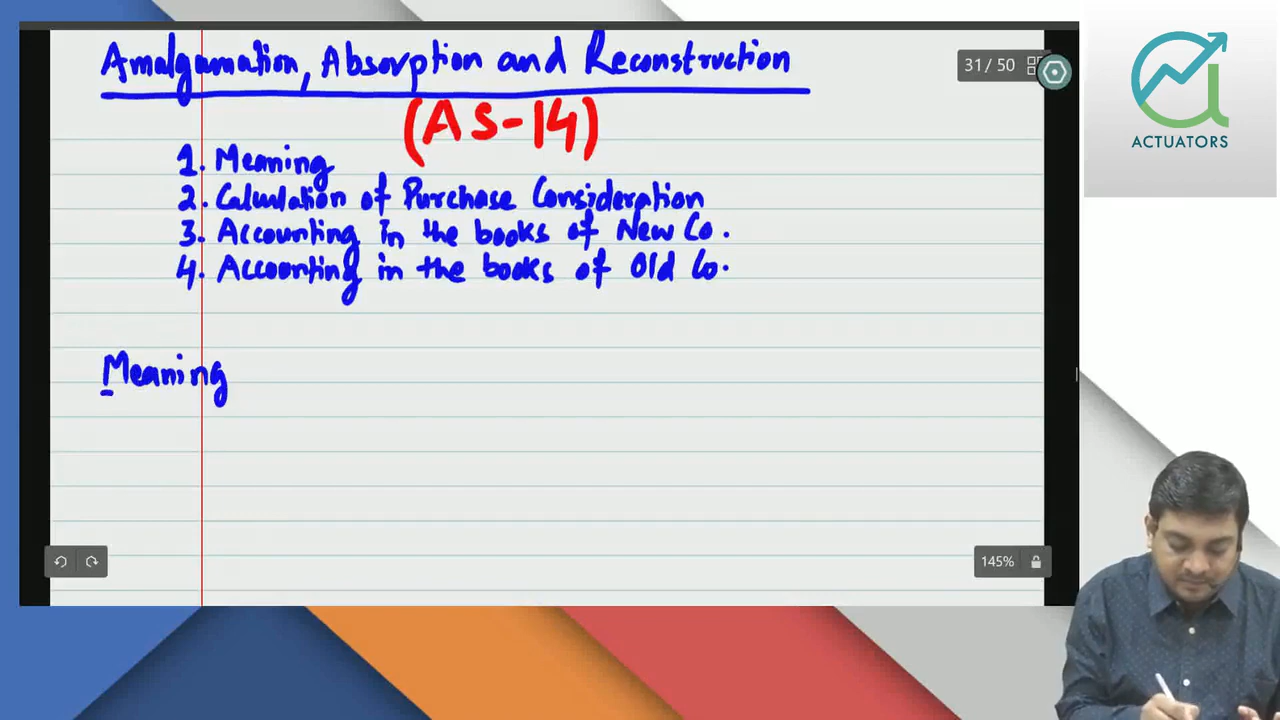 Amalgamation, Absorption and Reconstruction
(AS-14)
1. Meaning
2. Calculation of Purchase Consideration
3. Accounting in the books of New Co.
4. Accounting in the books of Old Co.
Meaning
31/ 50
145%
ACTUATORS